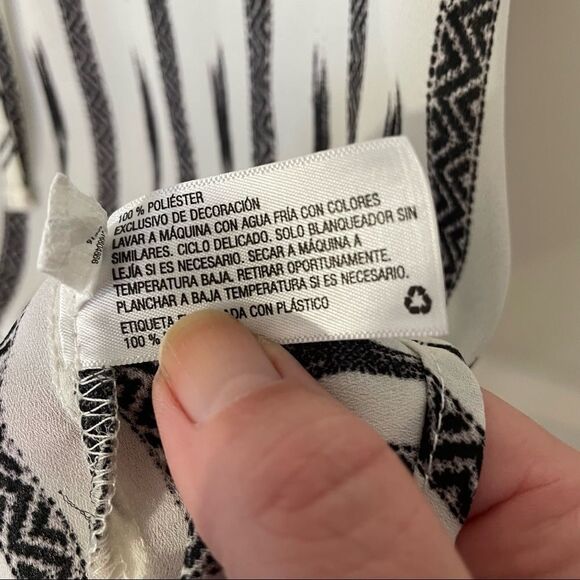 100 % POLIÉSTER
EXCLUSIVO DE DECORACIÓN
LAVAR A MÁQUINA CON AGUA FRÍA CON COLORES
SIMILARES. CICLO DELICADO. SOLO BLANQUEADOR SIN
LEJÍA SI ES NECESARIO. SECAR A MÁQUINA A
TEMPERATURA BAJA. RETIRAR OPORTUNAMENTE.
PLANCHAR A BAJA TEMPERATURA SI ES NECESARIO.
ETIQUETA CON PLÁSTICO
100 %